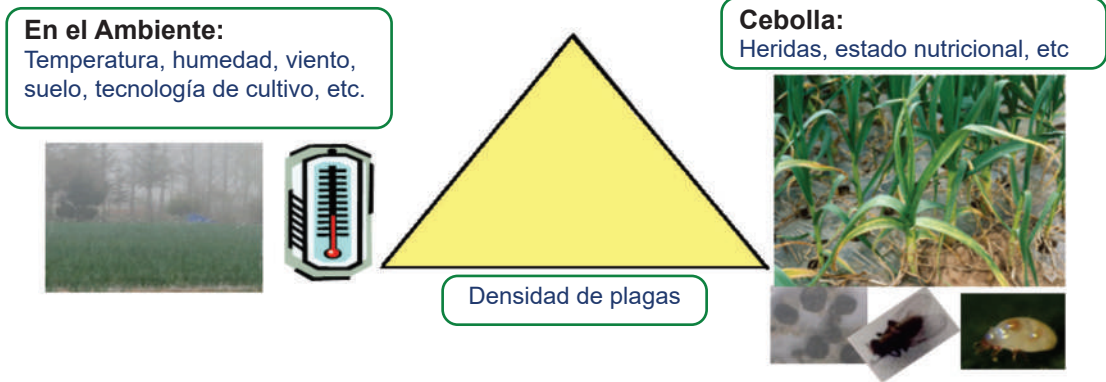 En el Ambiente:
Temperatura, humedad, viento,
suelo, tecnología de cultivo, etc.
Cebolla:
Heridas, estado nutricional, etc
Densidad de plagas